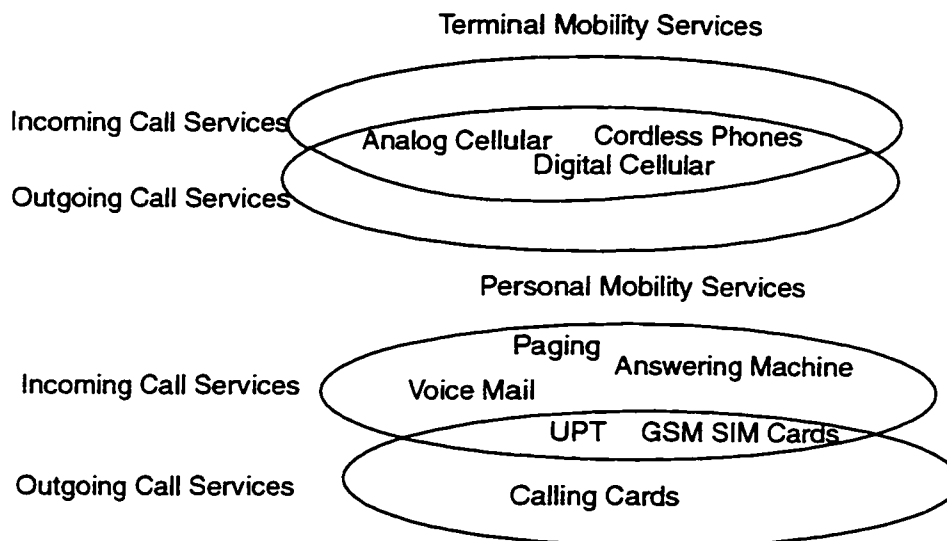 Terminal Mobility Services
Incoming Call Services
Analog Cellular
Cordless Phones
Digital Cellular
Outgoing Call Services
Personal Mobility Services
Paging
Answering Machine
Incoming Call Services
Voice Mail
UPT
GSM SIM Cards
Outgoing Call Services
Calling Cards